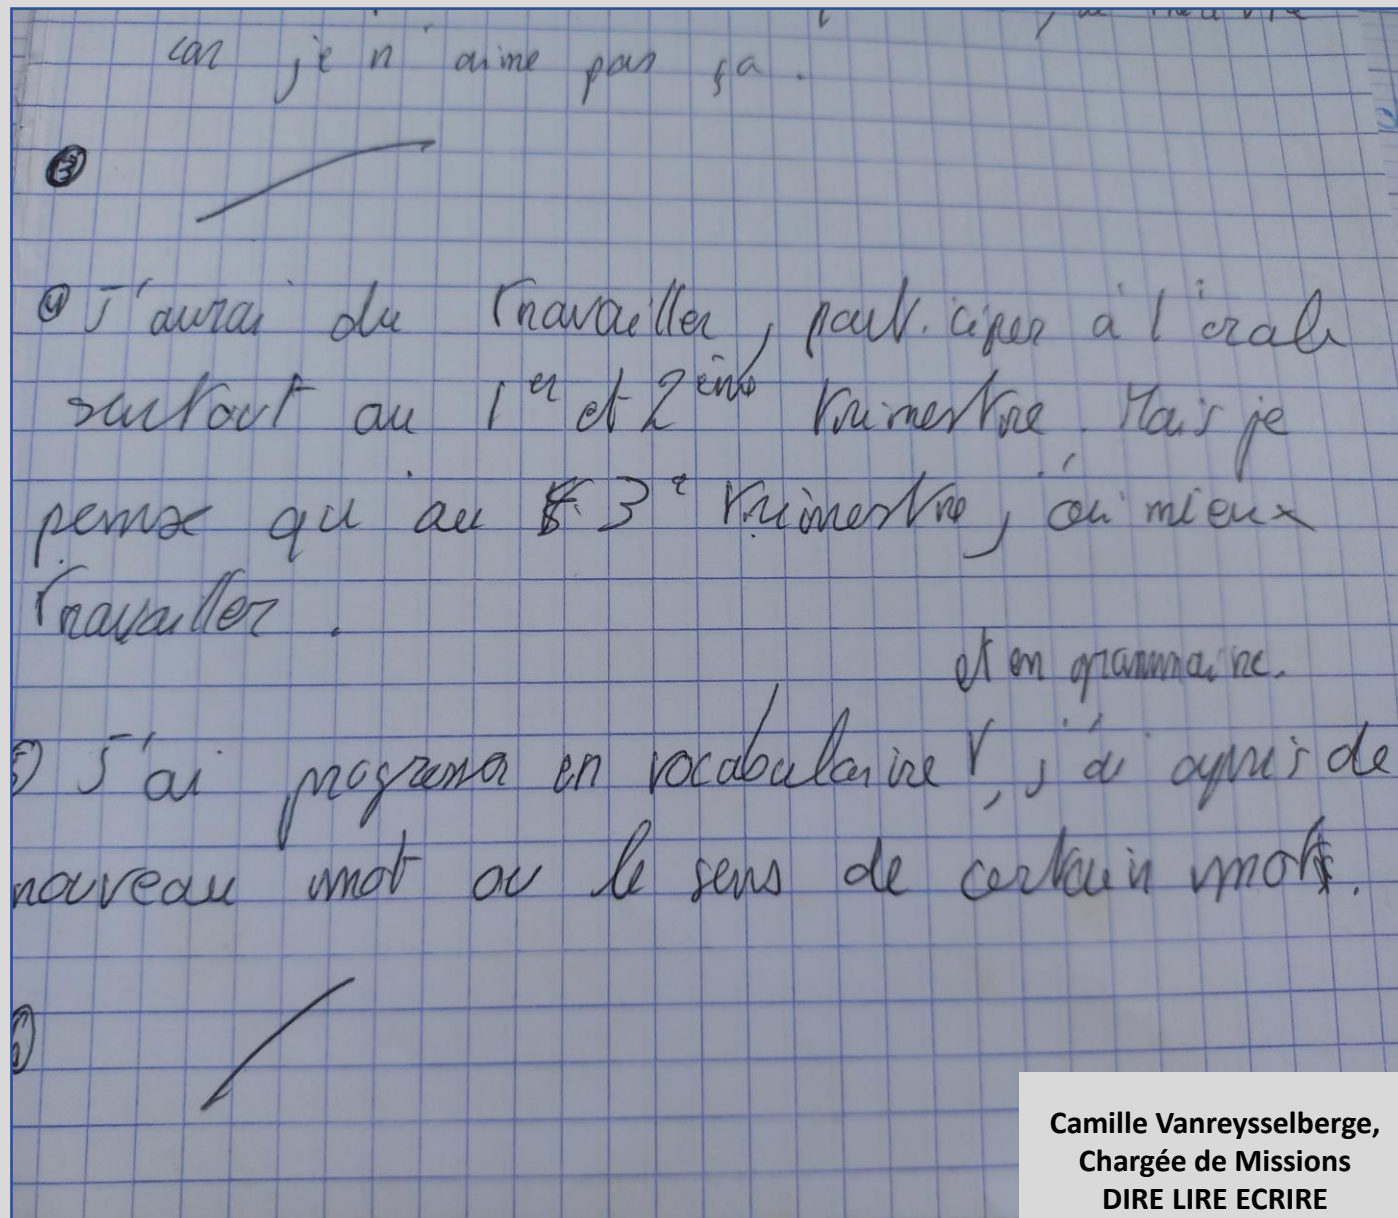 car je n'aime pas ça.
③
④ J'aurai du travailler, participer à l'orale
surtout au 1er et 2ème trimestre. Mais je
pense qu'au 3e trimestre, j'ai mieux
travailler.
et en grammaire.
5) J'ai progresser en vocabulaire, j'ai appris de
nouveau mot ou le sens de certain mots.
Camille Vanreysselberge,
Chargée de Missions
DIRE LIRE ECRIRE